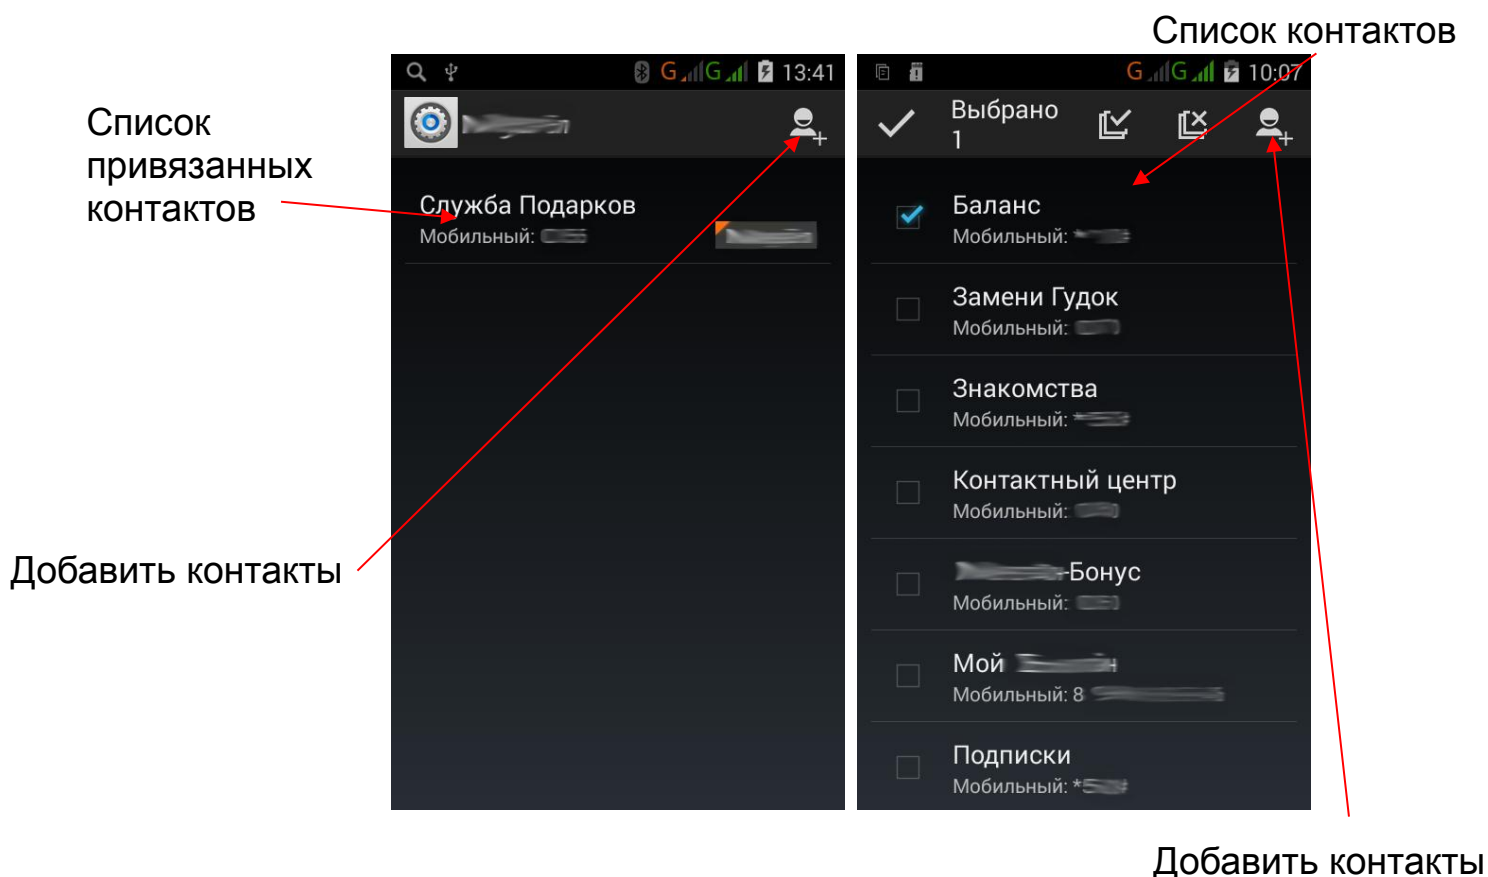 Список контактов
13:41
10:07
Список
привязанных
контактов
Выбрано
1
Служба Подарков
Мобильный:
Баланс
Мобильный: *
Замени Гудок
Мобильный:
Знакомства
Мобильный: *
Контактный центр
Мобильный:
Добавить контакты
-Бонус
Мобильный:
Мой
Мобильный: 8
Подписки
Мобильный: *
Добавить контакты